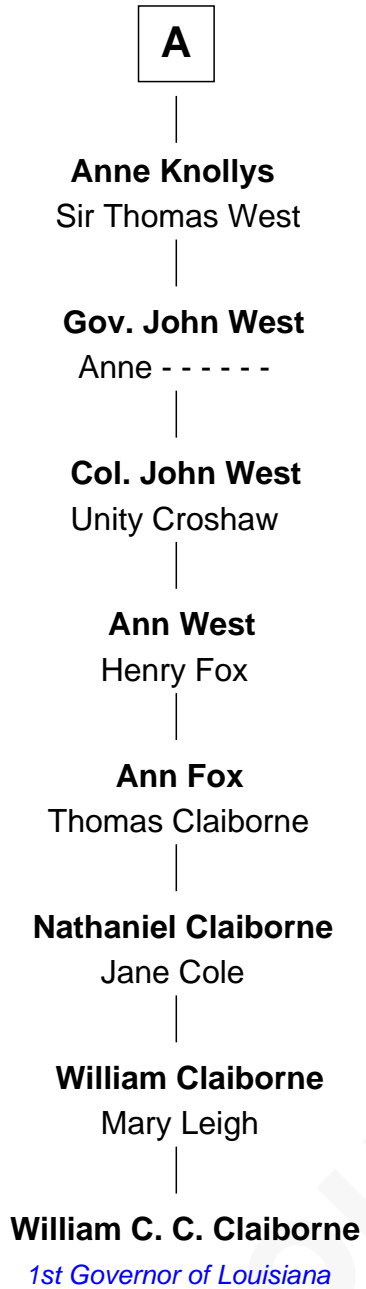 A
Anne Knollys
Sir Thomas West
Gov. John West
Anne - - - - - -
Col. John West
Unity Croshaw
Ann West
Henry Fox
Ann Fox
Thomas Claiborne
Nathaniel Claiborne
Jane Cole
William Claiborne
Mary Leigh
William C. C. Claiborne
1st Governor of Louisiana